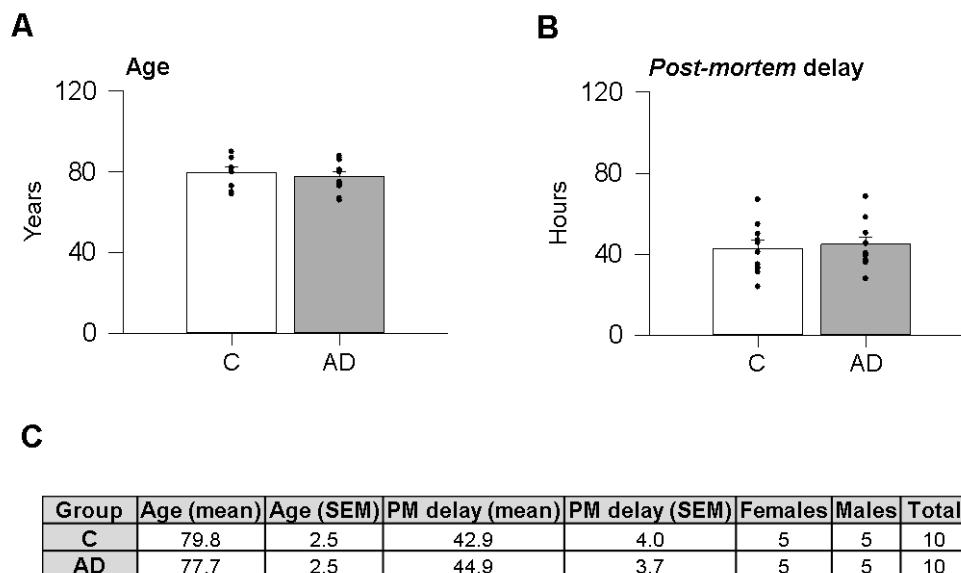 A
Age
120
80
40
0
Years
C
AD
B
Post-mortem delay
120
80
40
0
Hours
C
AD
C
Group Age (mean) Age (SEM) PM delay (mean) PM delay (SEM) Females Males Total
C 79.8 2.5 42.9 4.0 5 5 10
AD 77.7 2.5 44.9 3.7 5 5 10